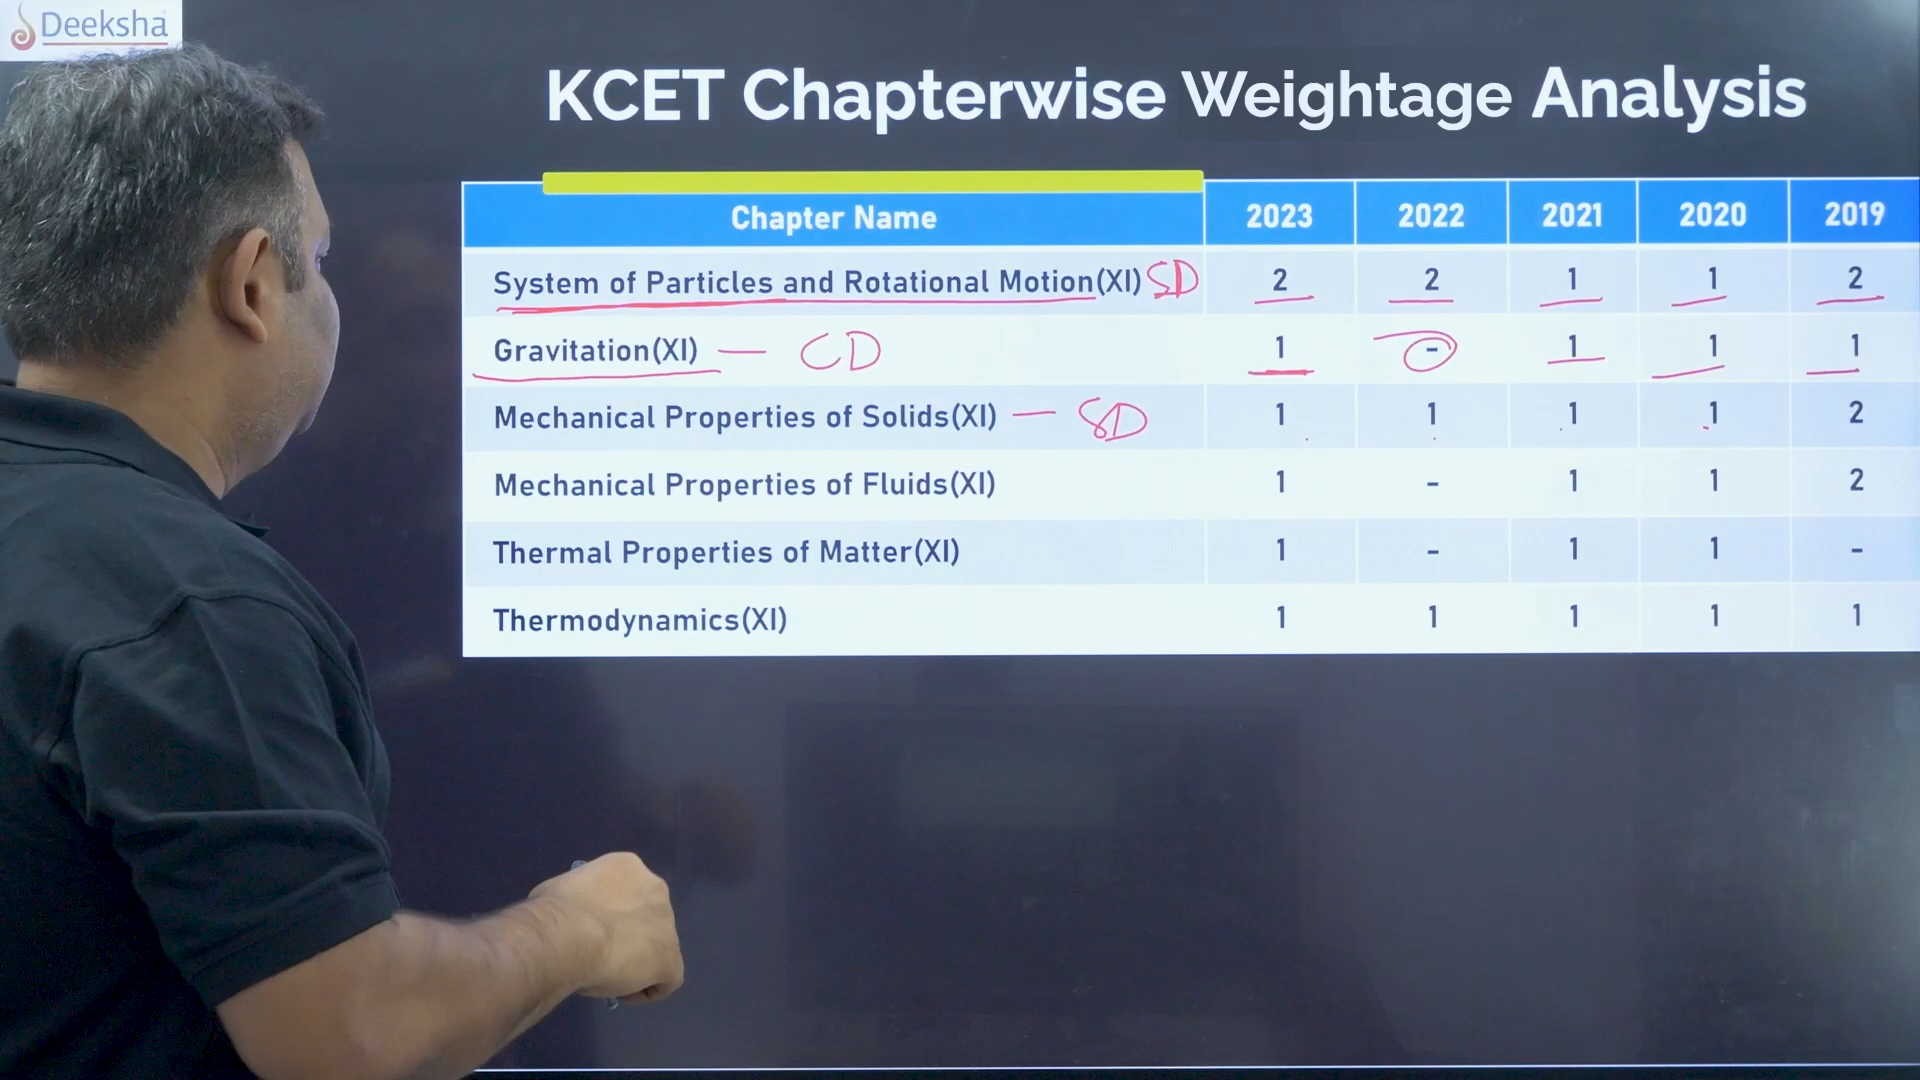 Deeksha
KCET Chapterwise Weightage Analysis
Chapter Name 2023 2022 2021 2020 2019
System of Particles and Rotational Motion(XI) SD 2 2 1 1 2
Gravitation(XI) — CD 1 - 1 1 1
Mechanical Properties of Solids(XI) — SD 1 1 1 1 2
Mechanical Properties of Fluids(XI) 1 - 1 1 2
Thermal Properties of Matter(XI) 1 - 1 1 -
Thermodynamics(XI) 1 1 1 1 1